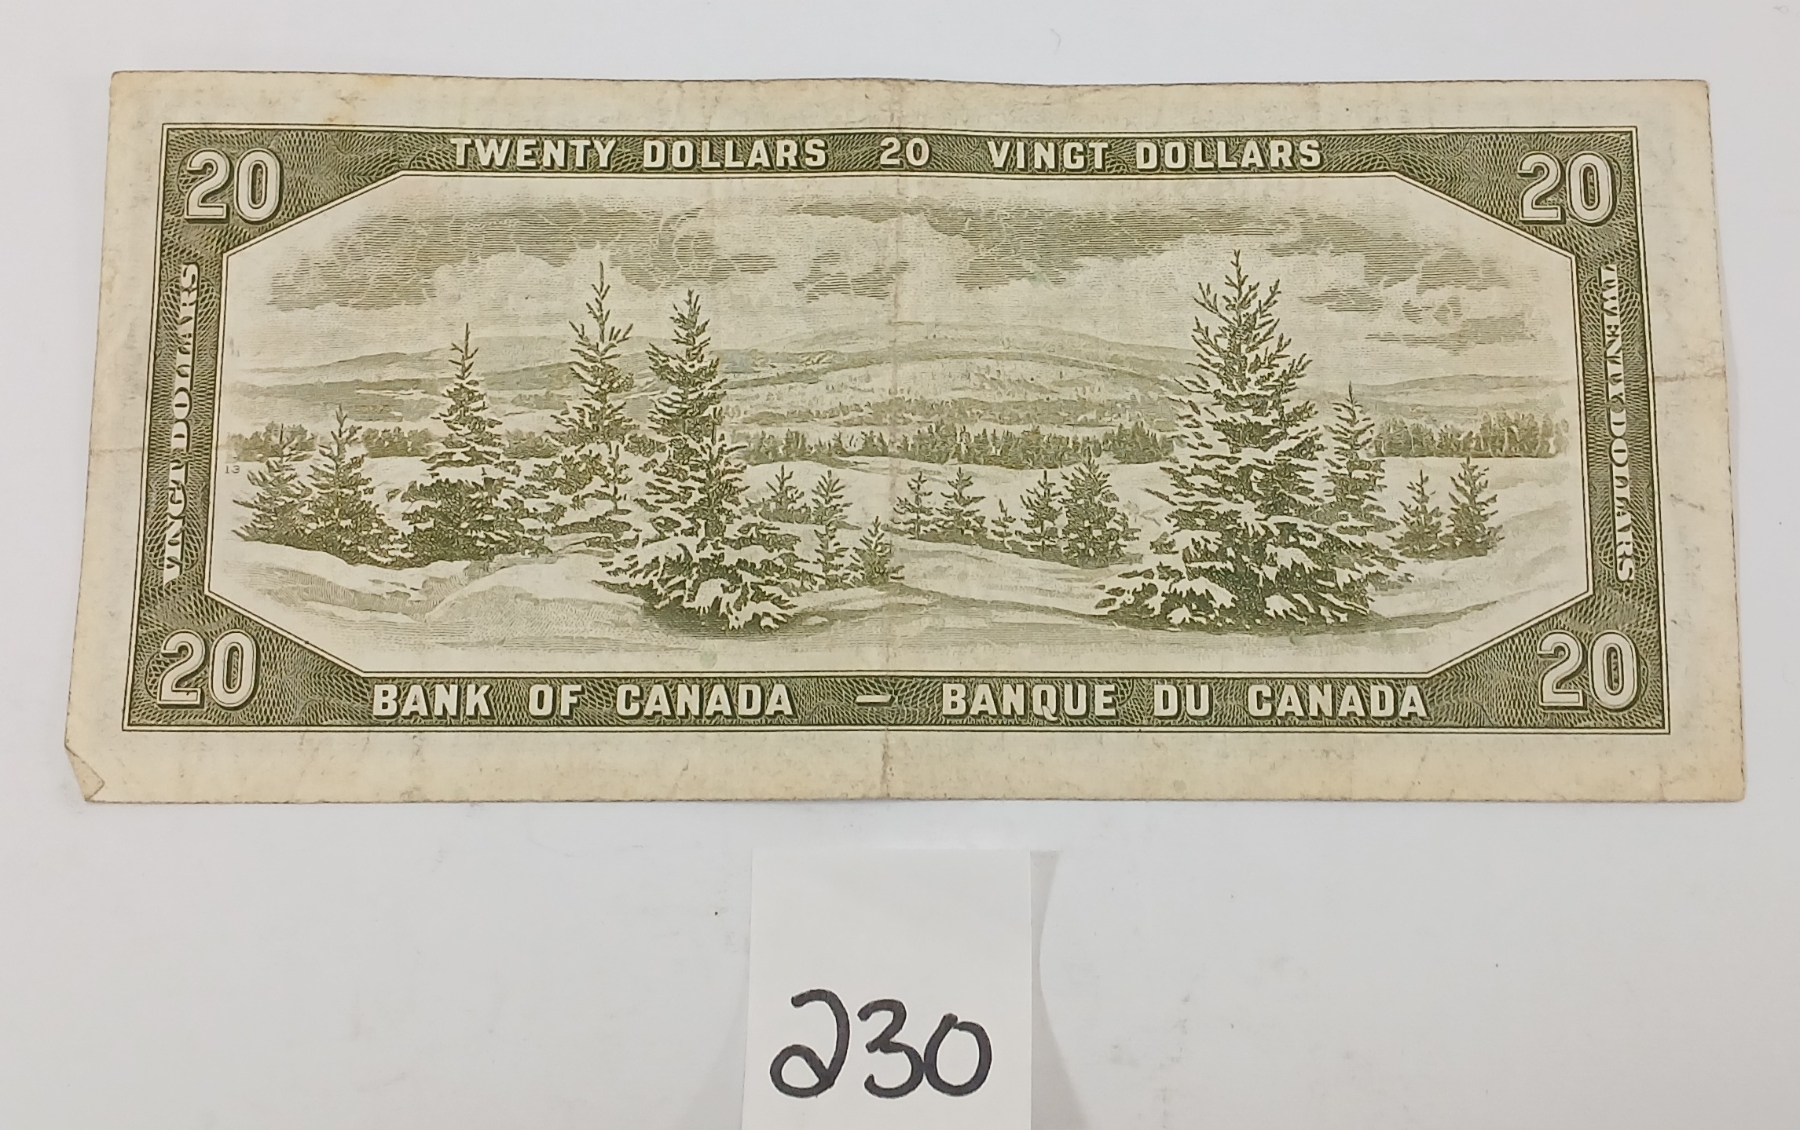 TWENTY DOLLARS 20 VINGT DOLLARS
20
20
VINGT DOLLARS
TWENTY DOLLARS
13
20
20
BANK OF CANADA — BANQUE DU CANADA
230